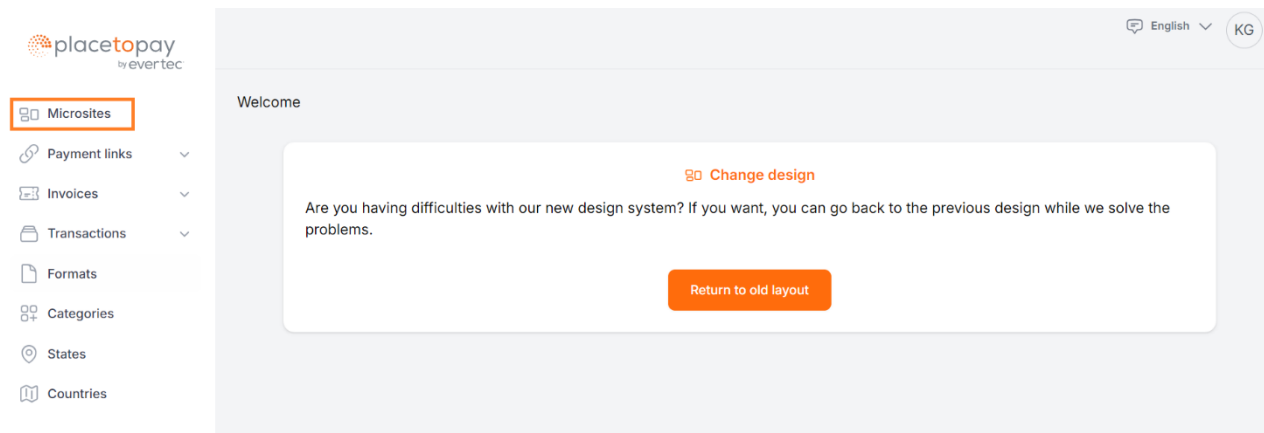 placetopay
by evertec
English
KG
Microsites
Payment links
Invoices
Transactions
Formats
Categories
States
Countries
Welcome
Change design
Are you having difficulties with our new design system? If you want, you can go back to the previous design while we solve the
problems.
Return to old layout